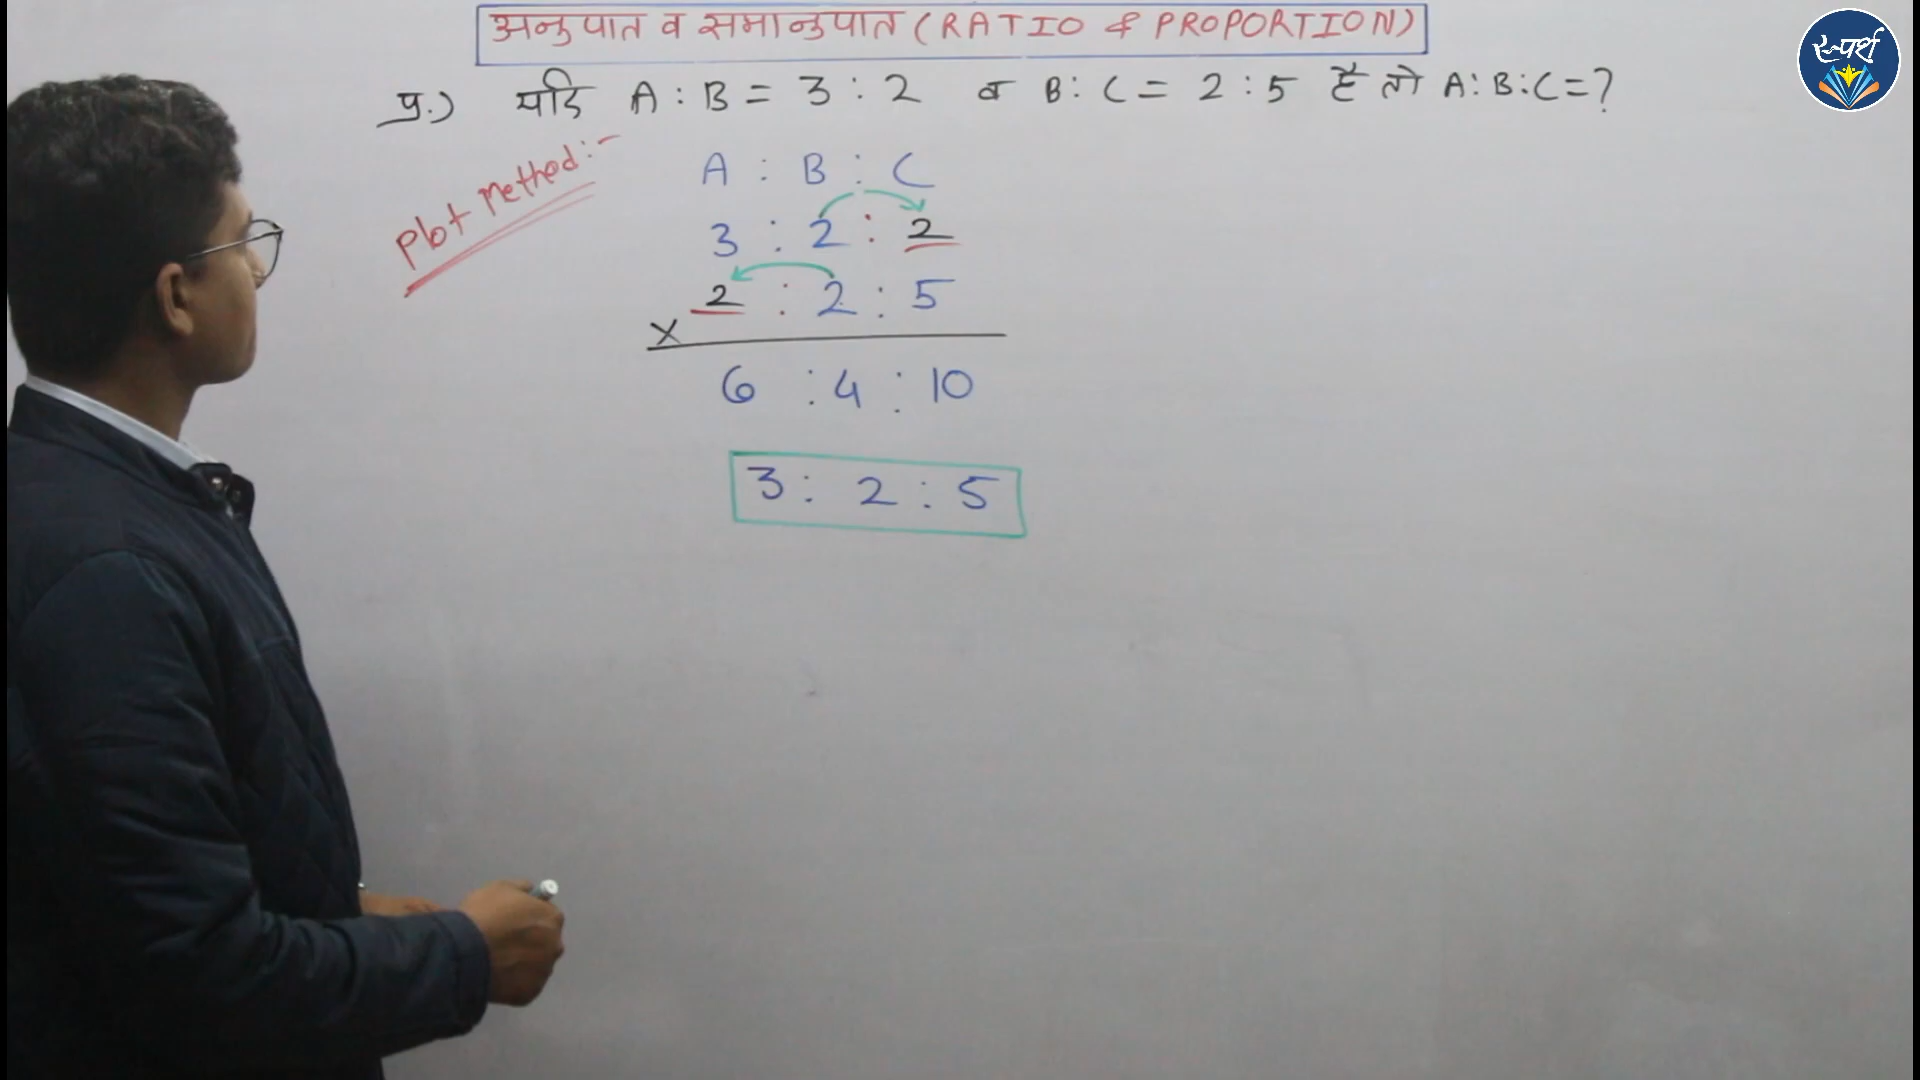 अनुपात व समानुपात (RATIO & PROPORTION)
स्पर्श
प्र.) यदि A : B = 3 : 2 व B : C = 2 : 5 है तो A : B : C = ?
Plot Method :-
A : B : C
3 : 2 : 2
2 : 2 : 5
×
6 : 4 : 10
3 : 2 : 5